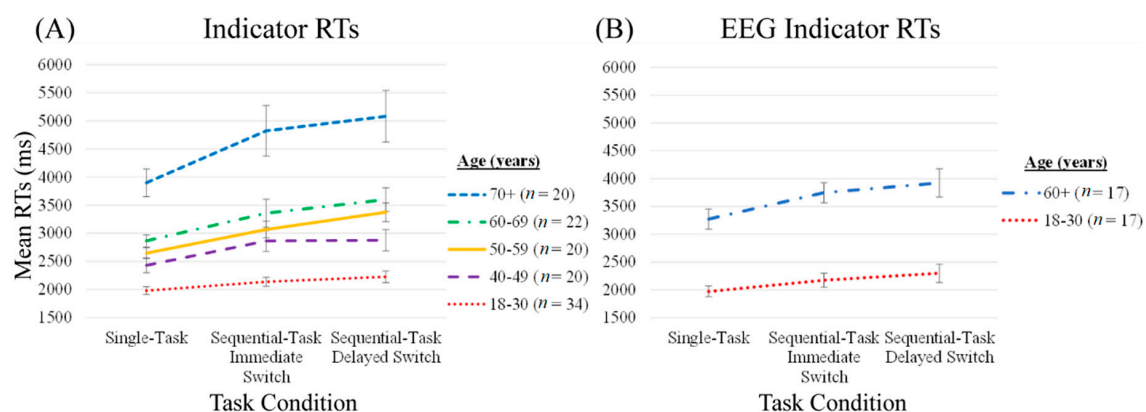 (A) Indicator RTs
Mean RTs (ms)
6000
5500
5000
4500
4000
3500
3000
2500
2000
1500
Single-Task
Sequential-Task
Immediate
Switch
Sequential-Task
Delayed Switch
Task Condition
Age (years)
70+ (n = 20)
60-69 (n = 22)
50-59 (n = 20)
40-49 (n = 20)
18-30 (n = 34)
(B) EEG Indicator RTs
6000
5500
5000
4500
4000
3500
3000
2500
2000
1500
Single-Task
Sequential-Task
Immediate
Switch
Sequential-Task
Delayed Switch
Task Condition
Age (years)
60+ (n = 17)
18-30 (n = 17)